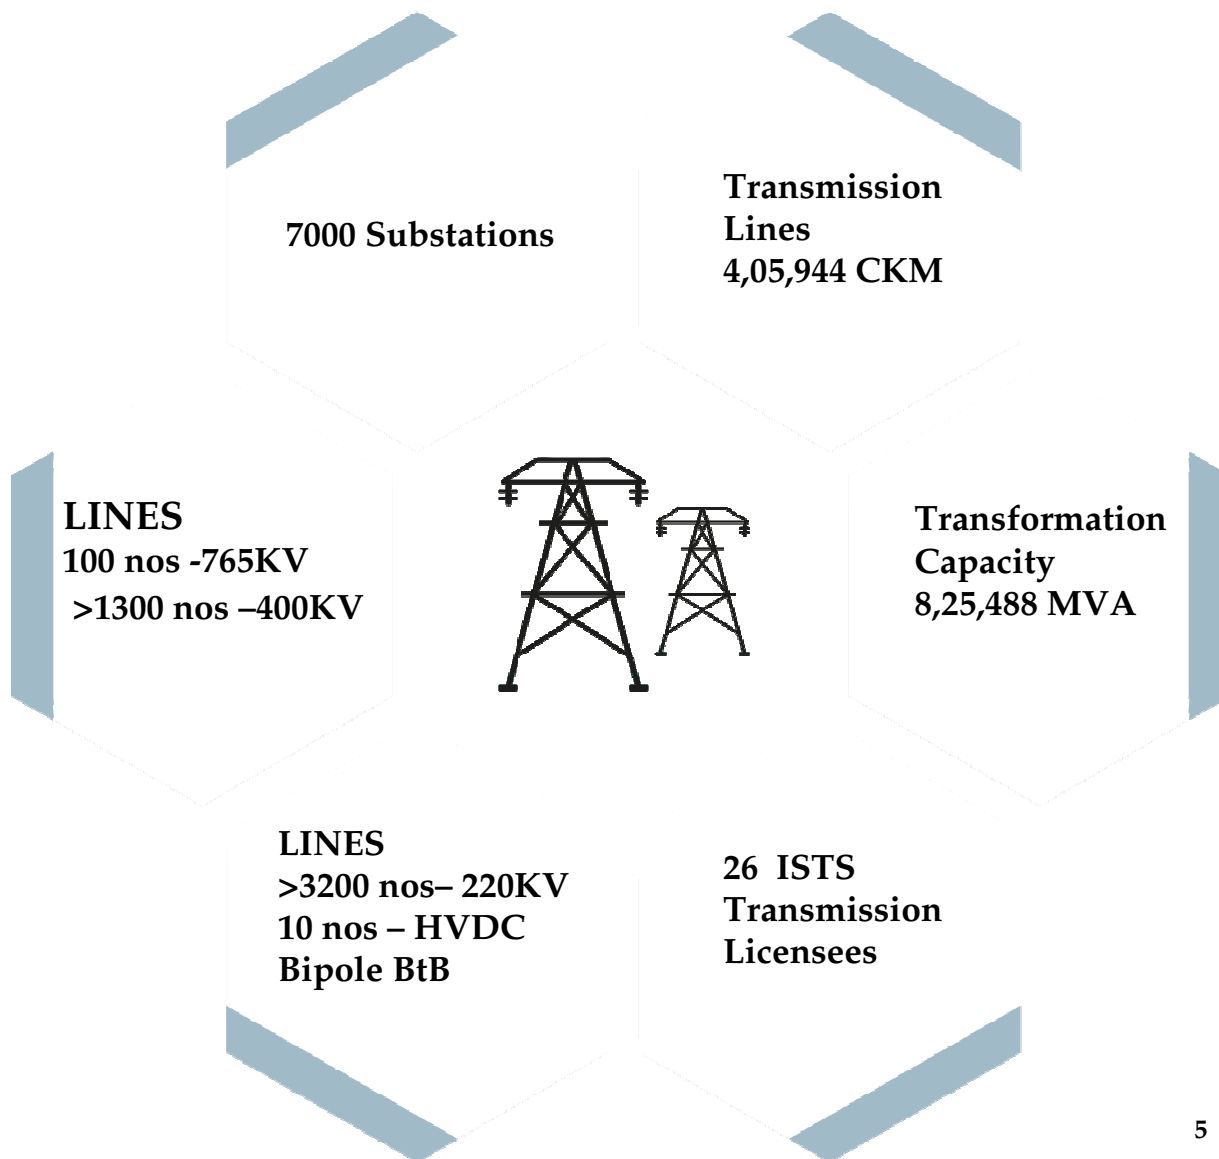 7000 Substations
Transmission
Lines
4,05,944 CKM
LINES
100 nos -765KV
>1300 nos –400KV
Transformation
Capacity
8,25,488 MVA
LINES
>3200 nos– 220KV
10 nos – HVDC
Bipole BtB
26 ISTS
Transmission
Licensees
5